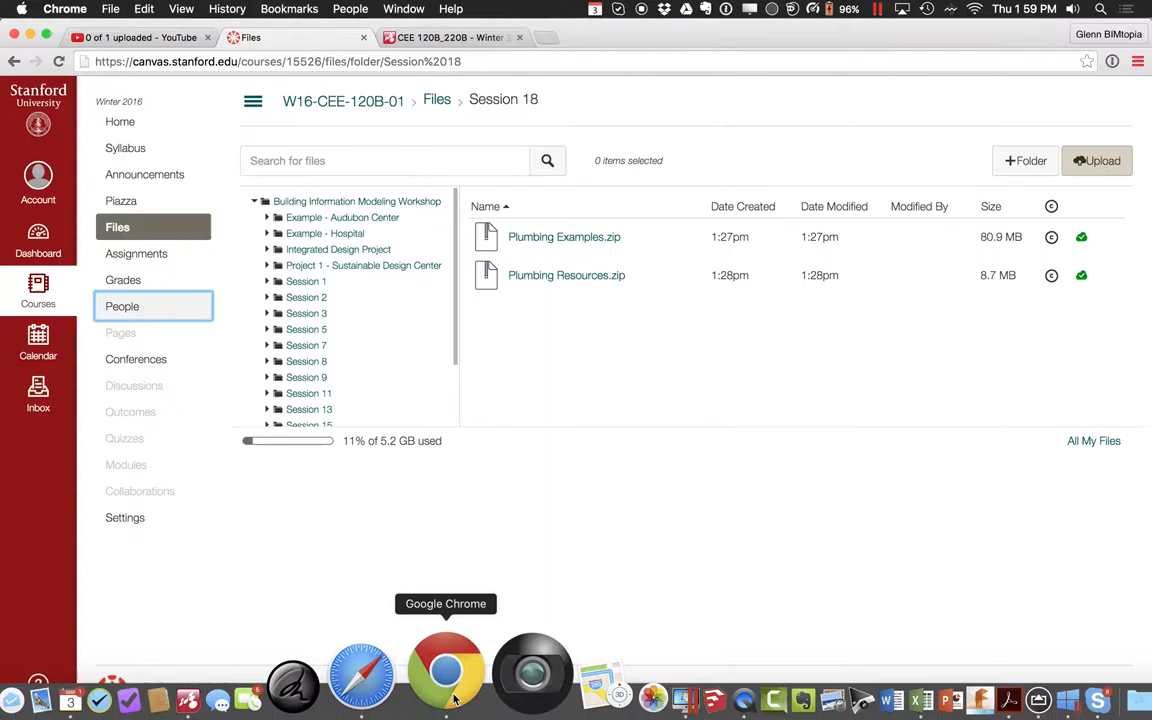 Chrome File Edit View History Bookmarks People Window Help 3 96% Thu 1 59 PM
0 of 1 uploaded - YouTube × Files × CEE 120B_220B - Winter 2 × Glenn BIMtopia
https://canvas.stanford.edu/courses/15526/files/folder/Session%2018
Stanford
University
Account
Dashboard
Courses
Calendar
Inbox
Winter 2016
Home
Syllabus
Announcements
Piazza
Files
Assignments
Grades
People
Pages
Conferences
Discussions
Outcomes
Quizzes
Modules
Collaborations
Settings
W16-CEE-120B-01 › Files › Session 18
Search for files
0 items selected
+Folder
Upload
Building Information Modeling Workshop
Example - Audubon Center
Example - Hospital
Integrated Design Project
Project 1 - Sustainable Design Center
Session 1
Session 2
Session 3
Session 5
Session 7
Session 8
Session 9
Session 11
Session 13
Session 15
Name Date Created Date Modified Modified By Size
Plumbing Examples.zip 1:27pm 1:27pm 80.9 MB
Plumbing Resources.zip 1:28pm 1:28pm 8.7 MB
11% of 5.2 GB used
All My Files
Google Chrome